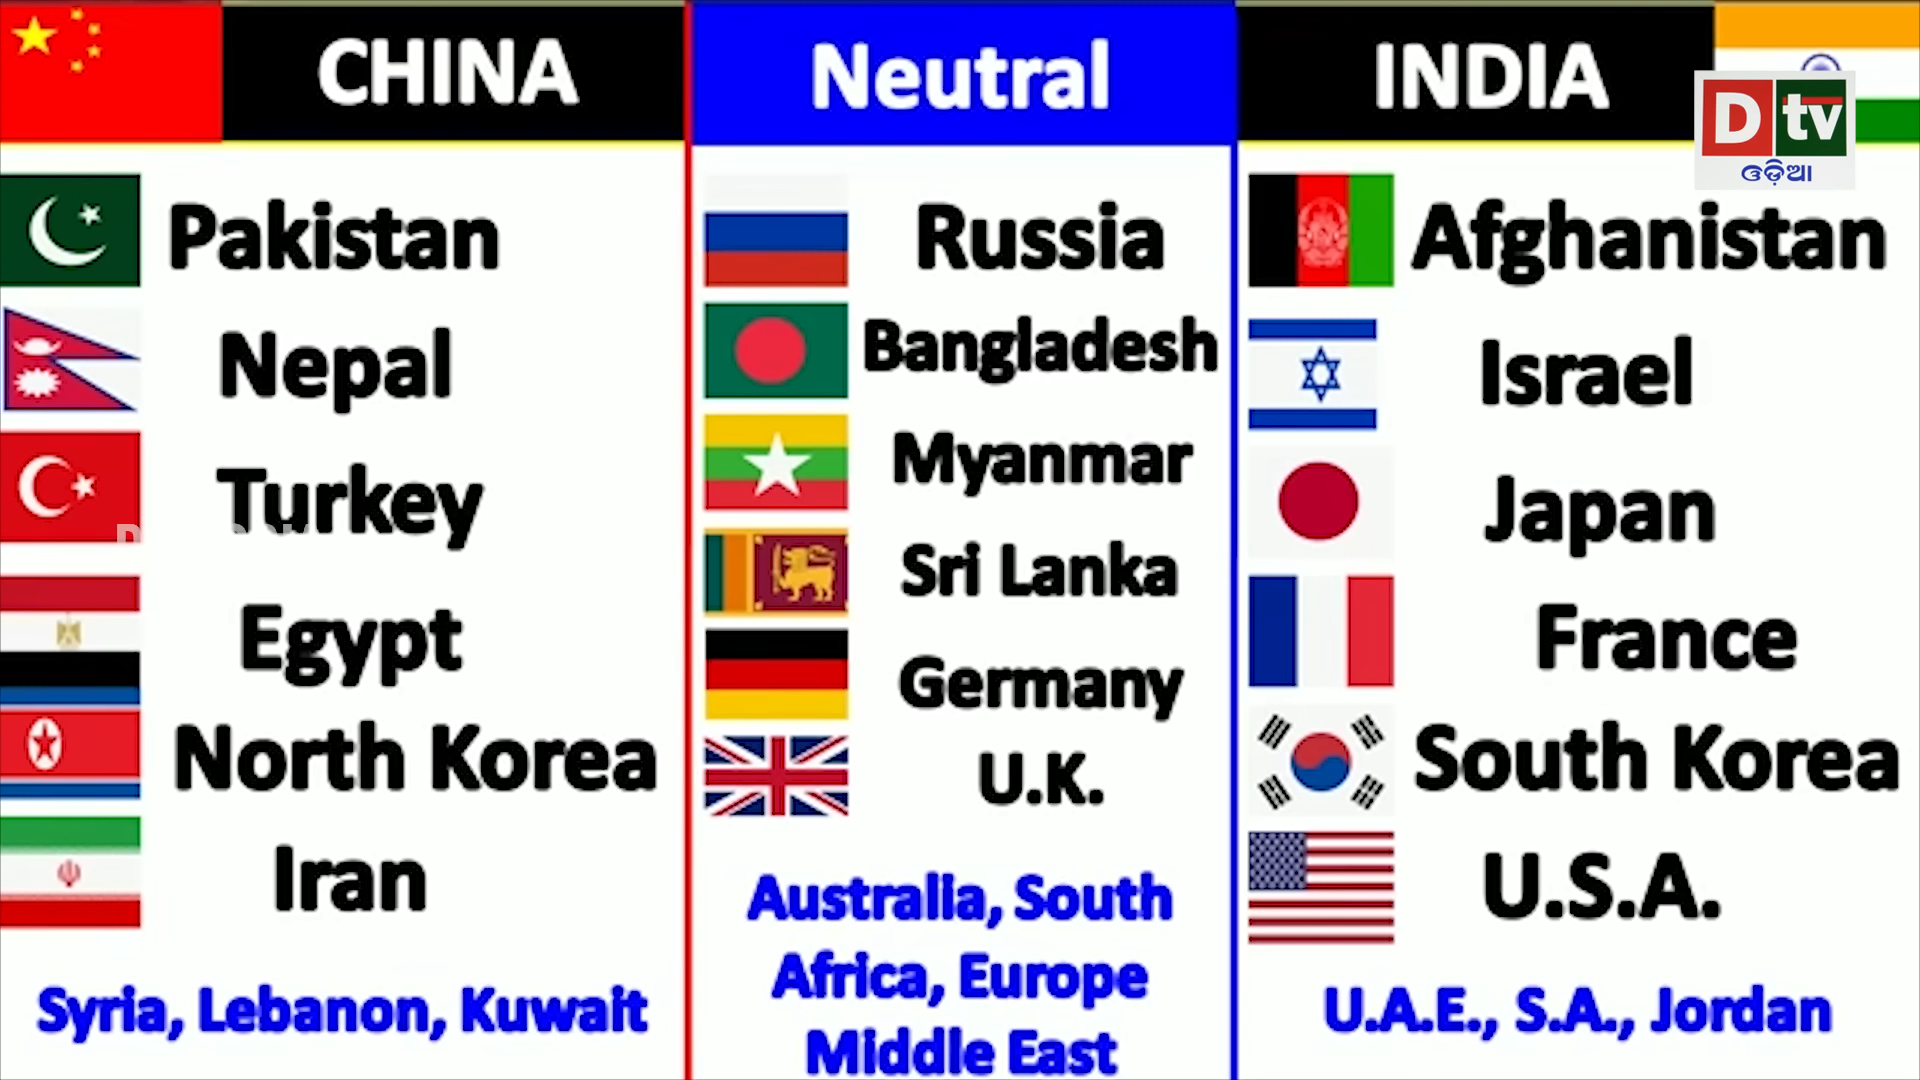 CHINA
Neutral
INDIA
D tv
ଓଡ଼ିଆ
Pakistan
Nepal
Turkey
Egypt
North Korea
Iran
Syria, Lebanon, Kuwait
Russia
Bangladesh
Myanmar
Sri Lanka
Germany
U.K.
Australia, South
Africa, Europe
Middle East
Afghanistan
Israel
Japan
France
South Korea
U.S.A.
U.A.E., S.A., Jordan